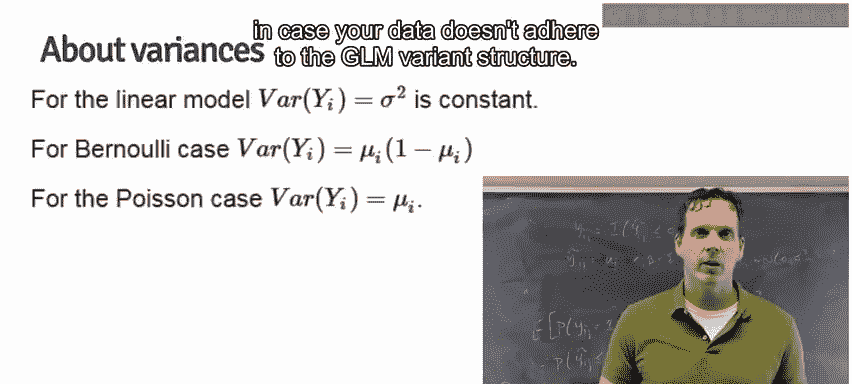 in case your data doesn't adhere
to the GLM variant structure.
About variances
For the linear model Var(Yᵢ) = σ² is constant.
For Bernoulli case Var(Yᵢ) = μᵢ(1 − μᵢ)
For the Poisson case Var(Yᵢ) = μᵢ.